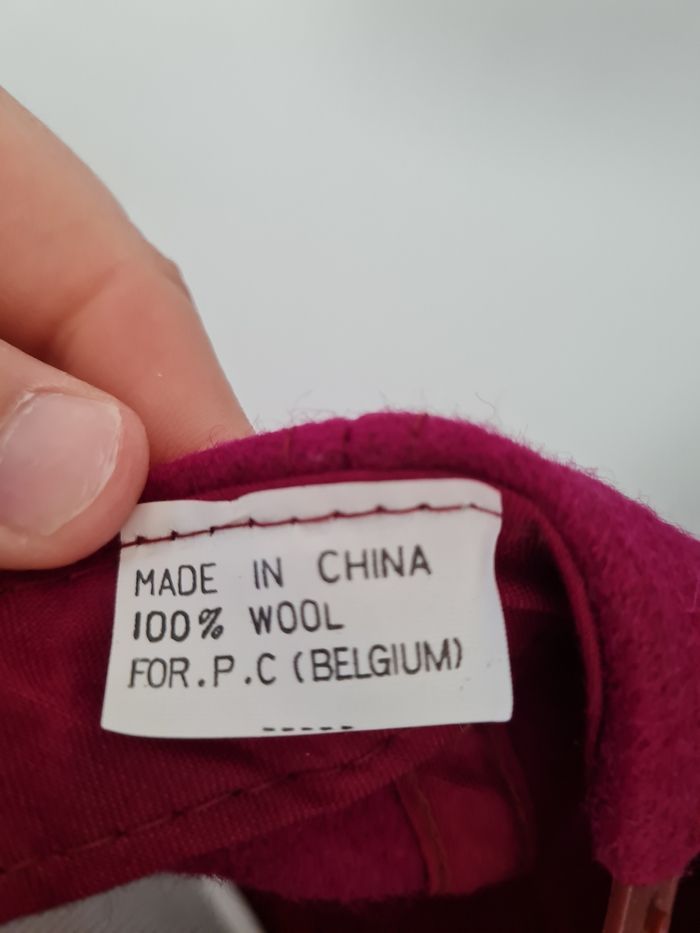 MADE IN CHINA
100% WOOL
FOR.P.C (BELGIUM)